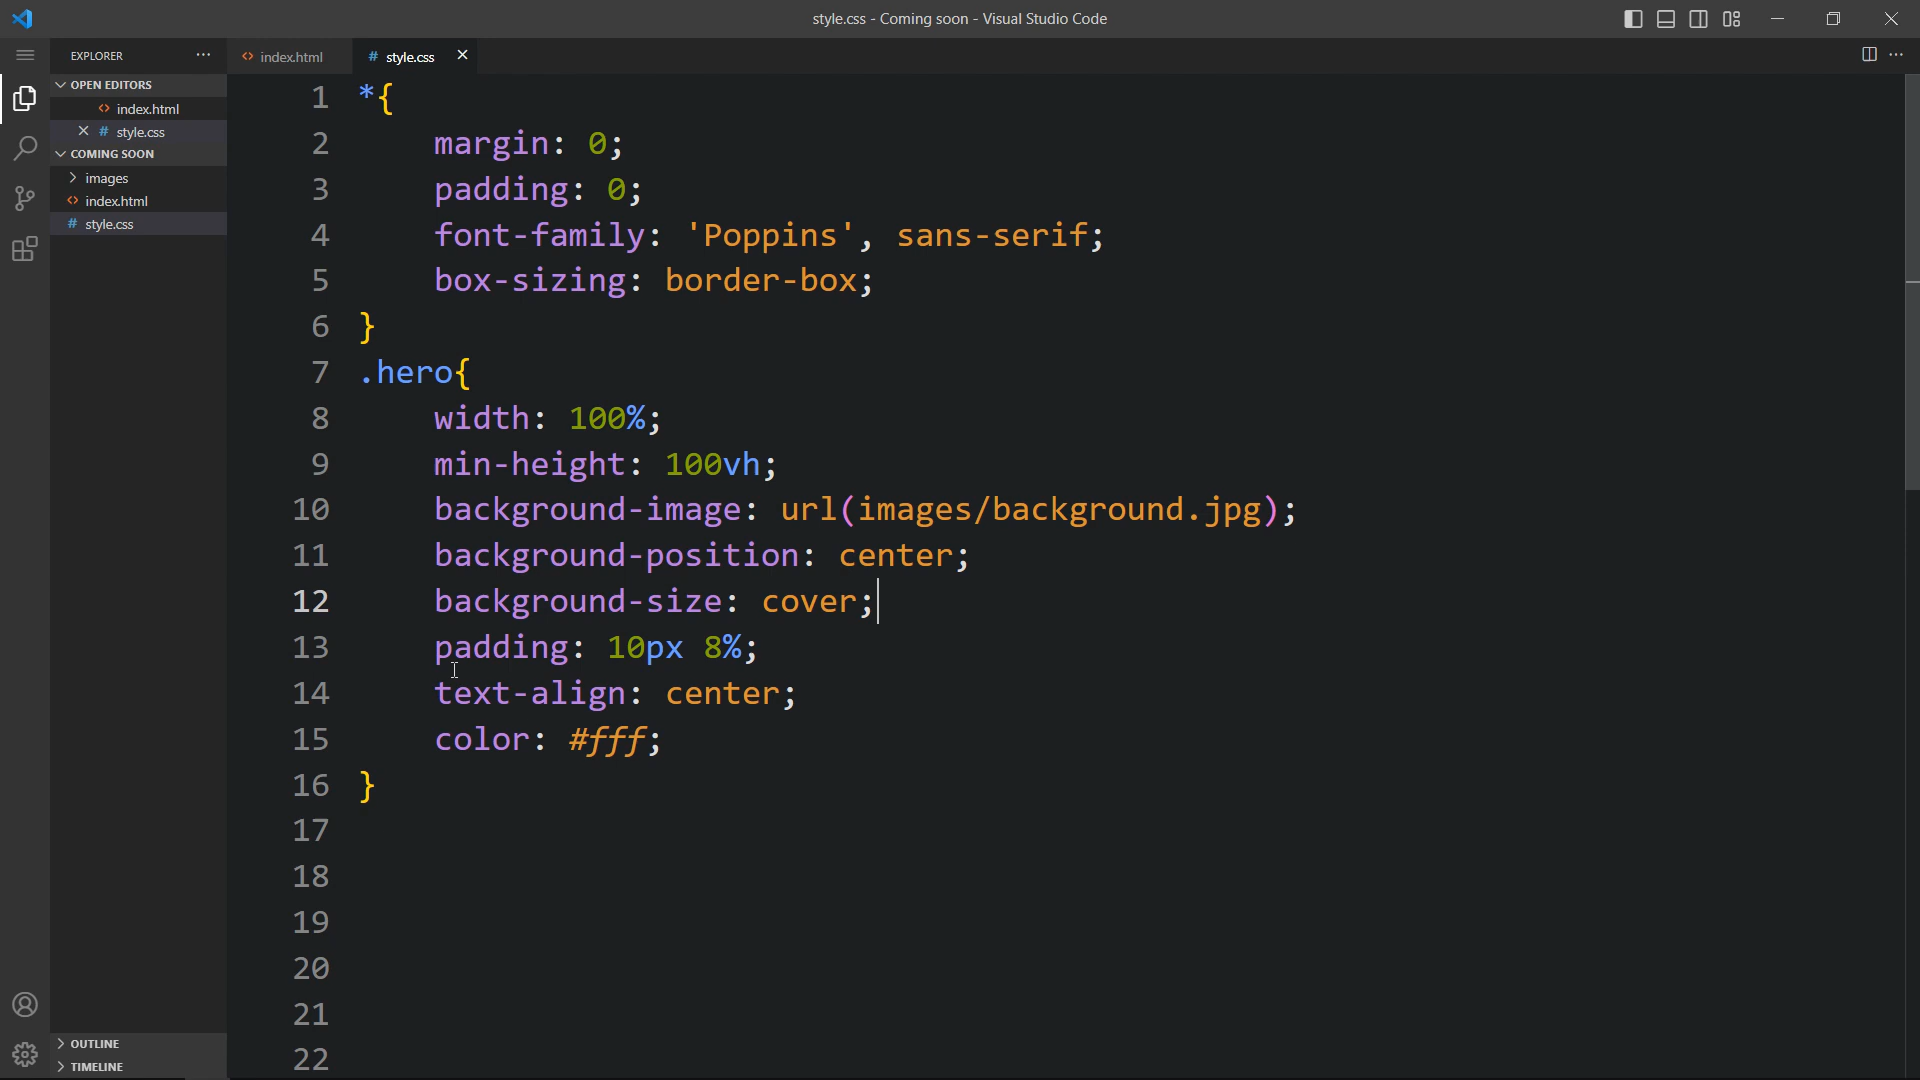 style.css - Coming soon - Visual Studio Code
EXPLORER
OPEN EDITORS
index.html
style.css
COMING SOON
images
index.html
style.css
OUTLINE
TIMELINE
index.html
# style.css
1 *{
2 margin: 0;
3 padding: 0;
4 font-family: 'Poppins', sans-serif;
5 box-sizing: border-box;
6 }
7 .hero{
8 width: 100%;
9 min-height: 100vh;
10 background-image: url(images/background.jpg);
11 background-position: center;
12 background-size: cover;
13 padding: 10px 8%;
14 text-align: center;
15 color: #fff;
16 }
17
18
19
20
21
22